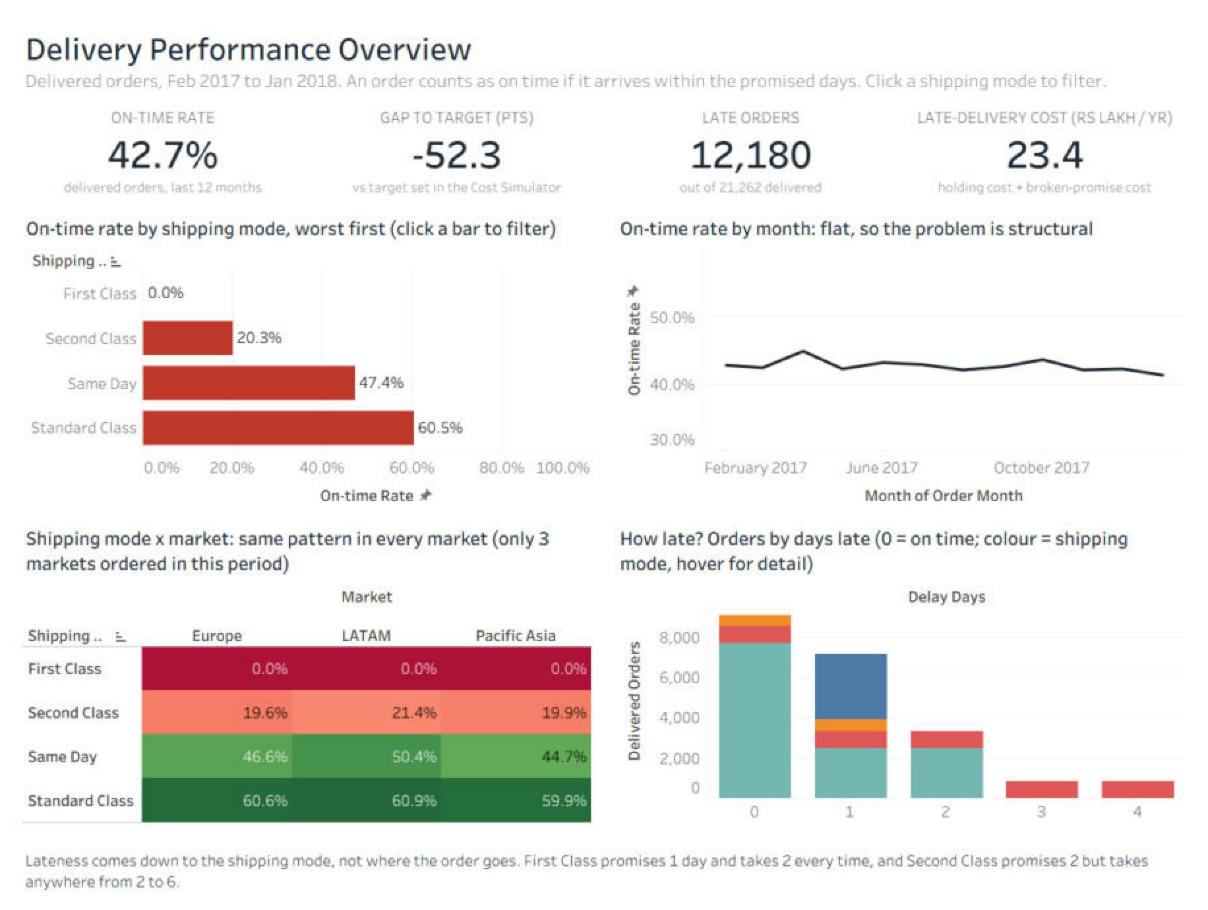 Delivery Performance Overview
Delivered orders, Feb 2017 to Jan 2018. An order counts as on time if it arrives within the promised days. Click a shipping mode to filter.
ON-TIME RATE
42.7%
delivered orders, last 12 months
GAP TO TARGET (PTS)
-52.3
vs target set in the Cost Simulator
LATE ORDERS
12,180
out of 21,262 delivered
LATE-DELIVERY COST (RS LAKH / YR)
23.4
holding cost + broken-promise cost
On-time rate by shipping mode, worst first (click a bar to filter)
Shipping ..
First Class 0.0%
Second Class 20.3%
Same Day 47.4%
Standard Class 60.5%
0.0% 20.0% 40.0% 60.0% 80.0% 100.0%
On-time Rate
On-time rate by month: flat, so the problem is structural
On-time Rate
50.0%
40.0%
30.0%
February 2017 June 2017 October 2017
Month of Order Month
Shipping mode x market: same pattern in every market (only 3
markets ordered in this period)
Market
Shipping .. Europe LATAM Pacific Asia
First Class 0.0% 0.0% 0.0%
Second Class 19.6% 21.4% 19.9%
Same Day 46.6% 50.4% 44.7%
Standard Class 60.6% 60.9% 59.9%
How late? Orders by days late (0 = on time; colour = shipping
mode, hover for detail)
Delay Days
Delivered Orders
8,000
6,000
4,000
2,000
0
0 1 2 3 4
Lateness comes down to the shipping mode, not where the order goes. First Class promises 1 day and takes 2 every time, and Second Class promises 2 but takes
anywhere from 2 to 6.